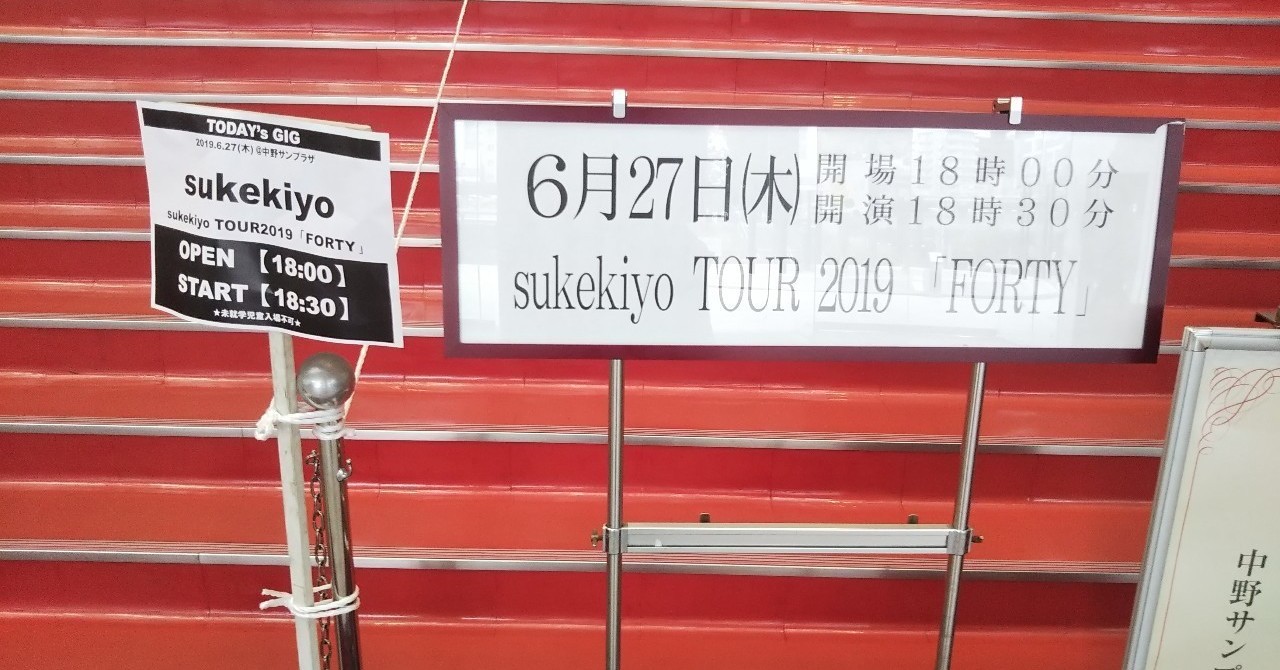 TODAY's GIG
2019.6.27(木)@中野サンプラザ
sukekiyo
sukekiyo TOUR2019「FORTY」
OPEN 【18:00】
START【18:30】
★未就学児童入場不可★
6月27日(木)
開場18時00分
開演18時30分
sukekiyo TOUR 2019 「FORTY」
中野サン